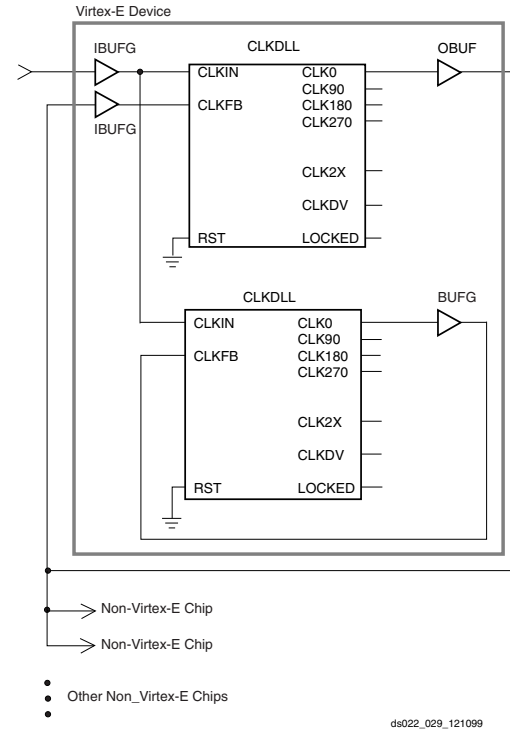 Virtex-E Device
IBUFG
CLKDLL
OBUF
CLKIN
CLK0
CLK90
CLKFB
CLK180
CLK270
IBUFG
CLK2X
CLKDV
RST
LOCKED
CLKDLL
BUFG
CLKIN
CLK0
CLK90
CLKFB
CLK180
CLK270
CLK2X
CLKDV
RST
LOCKED
Non-Virtex-E Chip
Non-Virtex-E Chip
Other Non_Virtex-E Chips
ds022_029_121099